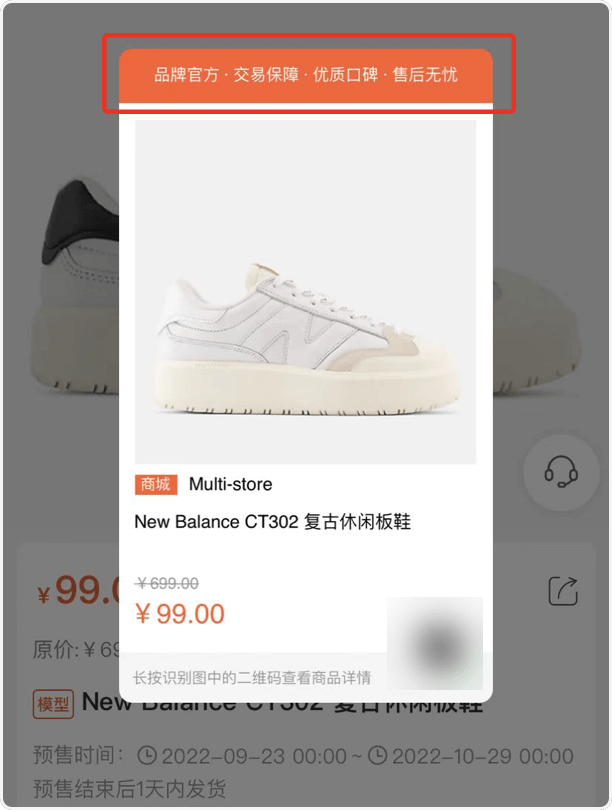 品牌官方 · 交易保障 · 优质口碑 · 售后无忧
商城 Multi-store
New Balance CT302 复古休闲板鞋
￥699.00
￥99.00
长按识别图中的二维码查看商品详情
￥99.0
原价:￥69
模型 New Balance CT302 复古休闲板鞋
预售时间： 2022-09-23 00:00 ~ 2022-10-29 00:00
预售结束后1天内发货